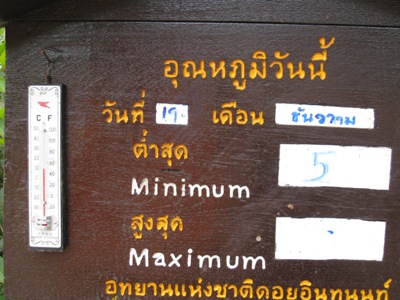 C F
อุณหภูมิวันนี้
วันที่ 19 เดือน ธันวาคม
ต่ำสุด
Minimum 5
สูงสุด
Maximum
อุทยานแห่งชาติดอยอินทนนท์